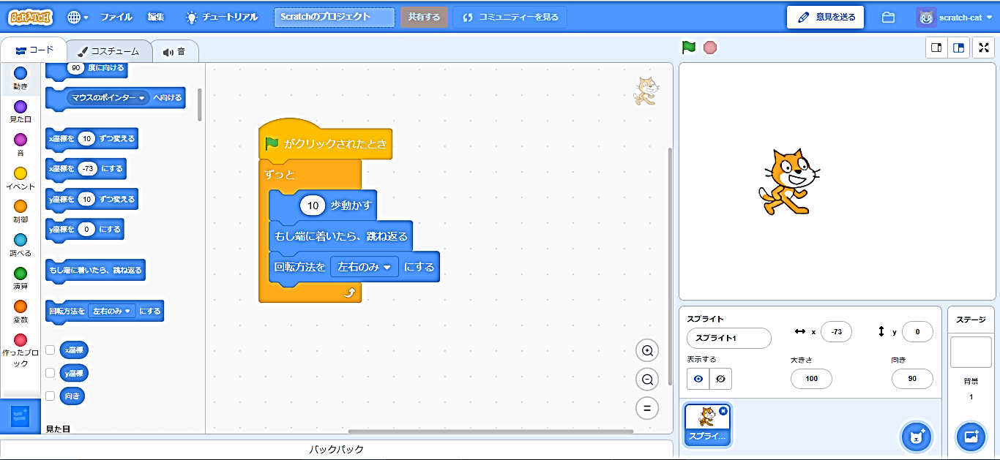 SCRATCH ファイル 編集 チュートリアル Scratchのプロジェクト 共有する コミュニティーを見る 意見を送る scratch-cat
コード コスチューム 音
動き
見た目
音
イベント
制御
調べる
演算
変数
作ったブロ
ック
90 度に向ける
マウスのポインター へ向ける
x座標を 10 ずつ変える
x座標を -73 にする
y座標を 10 ずつ変える
y座標を 0 にする
もし端に着いたら、跳ね返る
回転方法を 左右のみ にする
x座標
y座標
向き
見た目
がクリックされたとき
ずっと
10 歩動かす
もし端に着いたら、跳ね返る
回転方法を 左右のみ にする
バックパック
スプライト
スプライト1 x -73 y 0
表示する 大きさ 向き
100 90
スプライ...
ステージ
背景
1